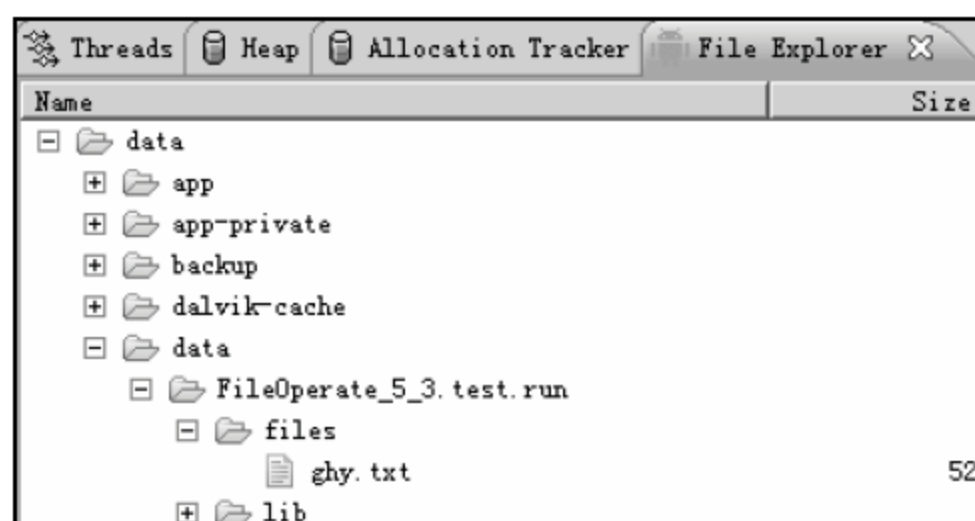 Threads Heap Allocation Tracker File Explorer
Name Size
data
app
app-private
backup
dalvik-cache
data
FileOperate_5_3.test.run
files
ghy.txt 52
lib